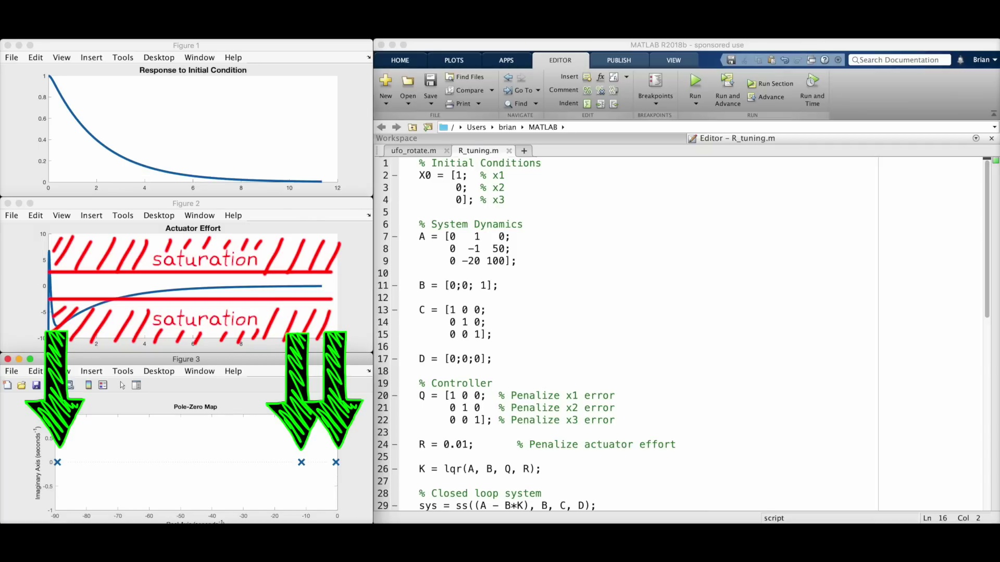 Figure 1
File Edit View Insert Tools Desktop Window Help
Response to Initial Condition
1
0.8
0.6
0.4
0.2
0
0 2 4 6 8 10 12
Figure 2
File Edit View Insert Tools Desktop Window Help
Actuator Effort
10
5
0
-5
-10
saturation
saturation
2 4 6 8
Figure 3
File Edit Insert Tools Desktop Window Help
Pole-Zero Map
Imaginary Axis (seconds-1)
0.5
0
-0.5
-1
-90 -80 -70 -60 -50 -40 -30 -20 -10 0
MATLAB R2018b - sponsored use
HOME PLOTS APPS EDITOR PUBLISH VIEW
Search Documentation
Brian
New Open Save
Find Files
Compare
Print
Go To
Find
Insert fx
Comment
Indent
Breakpoints
Run
Run and Advance
Run Section
Advance
Run and Time
FILE NAVIGATE EDIT BREAKPOINTS RUN
/ Users brian MATLAB
Workspace
Editor - R_tuning.m
ufo_rotate.m R_tuning.m +
1 % Initial Conditions
2 X0 = [1; % x1
3 0; % x2
4 0]; % x3
5
6 % System Dynamics
7 A = [0 1 0;
8 0 -1 50;
9 0 -20 100];
10
11 B = [0;0; 1];
12
13 C = [1 0 0;
14 0 1 0;
15 0 0 1];
16
17 D = [0;0;0];
18
19 % Controller
20 Q = [1 0 0; % Penalize x1 error
21 0 1 0 % Penalize x2 error
22 0 0 1]; % Penalize x3 error
23
24 R = 0.01; % Penalize actuator effort
25
26 K = lqr(A, B, Q, R);
27
28 % Closed loop system
29 sys = ss((A - B*K), B, C, D);
script
Ln 16 Col 2